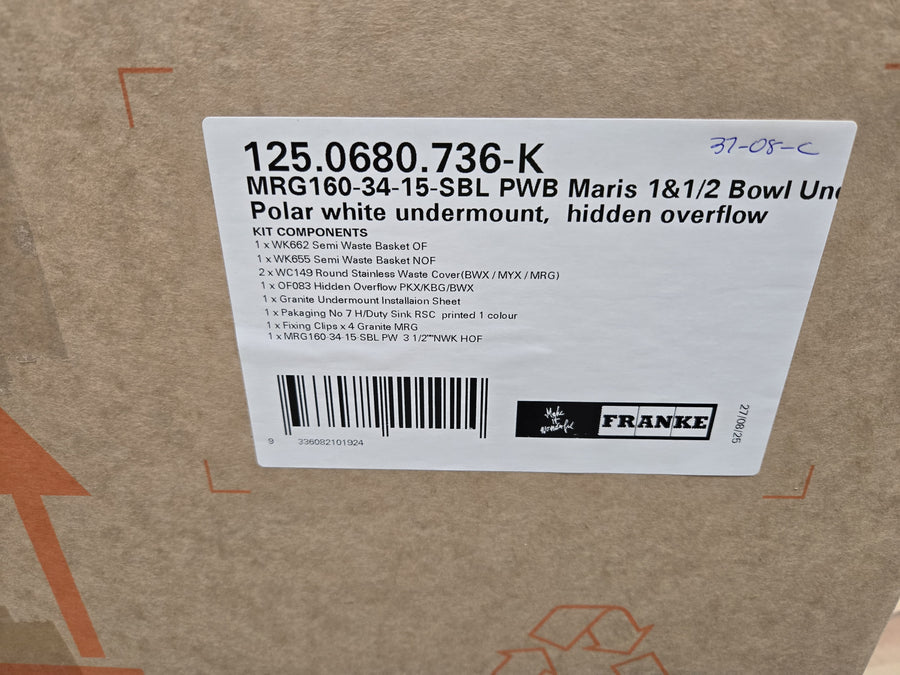 125.0680.736-K
37-08-C
MRG160-34-15-SBL PWB Maris 1&1/2 Bowl Und
Polar white undermount, hidden overflow
KIT COMPONENTS
1 x WK662 Semi Waste Basket OF
1 x WK655 Semi Waste Basket NOF
2 x WC149 Round Stainless Waste Cover(BWX / MYX / MRG)
1 x OF083 Hidden Overflow PKX/KBG/BWX
1 x Granite Undermount Installaion Sheet
1 x Pakaging No 7 H/Duty Sink RSC printed 1 colour
1 x Fixing Clips x 4 Granite MRG
1 x MRG160-34-15-SBL PW 3 1/2""NWK HOF
9 336082101924
Make
it
wonderful
FRANKE
27/08/25